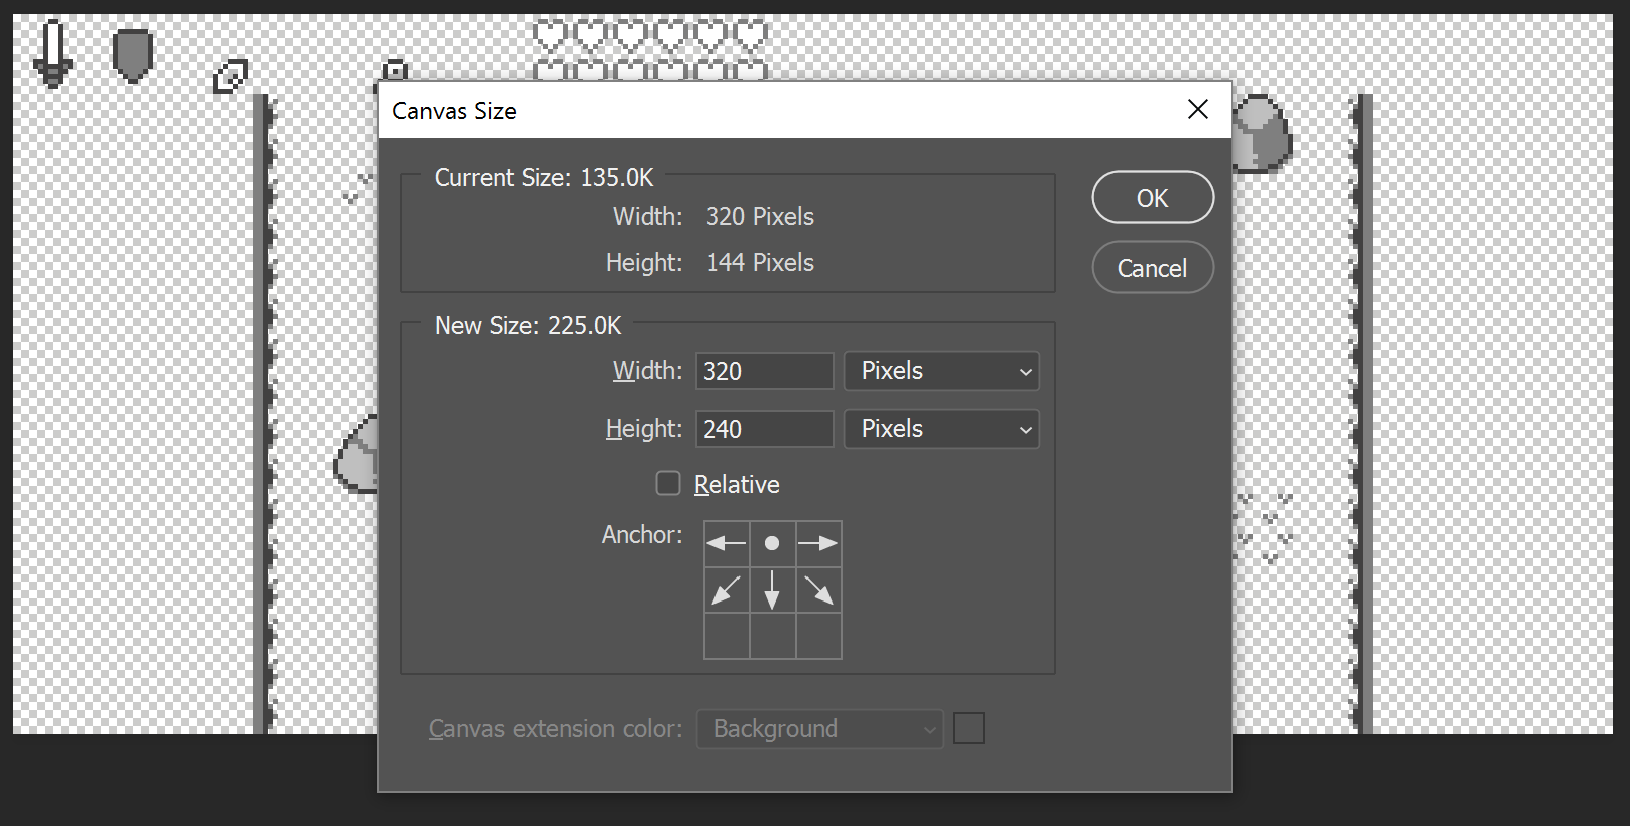 Canvas Size
Current Size: 135.0K
Width: 320 Pixels
Height: 144 Pixels
OK
Cancel
New Size: 225.0K
Width: 320 Pixels
Height: 240 Pixels
Relative
Anchor:
Canvas extension color: Background